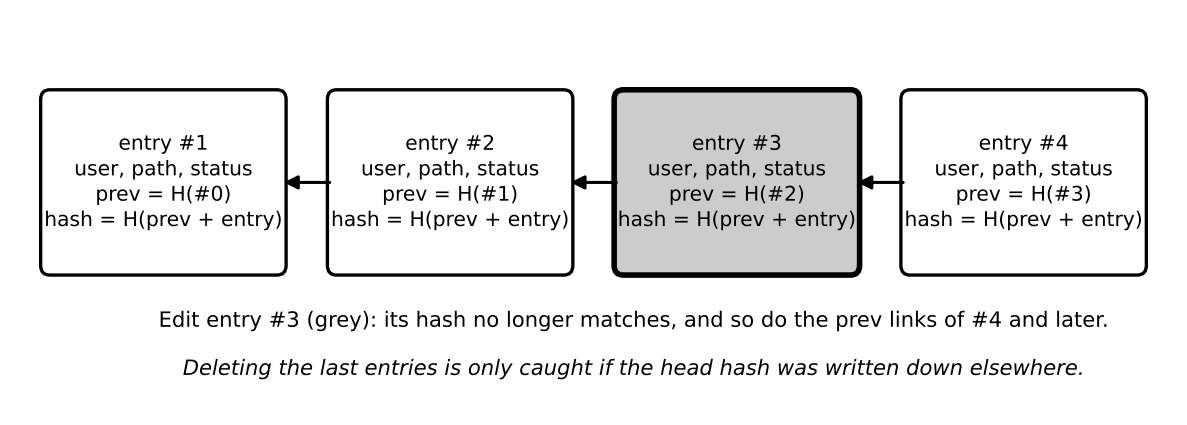 entry #1
user, path, status
prev = H(#0)
hash = H(prev + entry)
entry #2
user, path, status
prev = H(#1)
hash = H(prev + entry)
entry #3
user, path, status
prev = H(#2)
hash = H(prev + entry)
entry #4
user, path, status
prev = H(#3)
hash = H(prev + entry)
Edit entry #3 (grey): its hash no longer matches, and so do the prev links of #4 and later.
Deleting the last entries is only caught if the head hash was written down elsewhere.